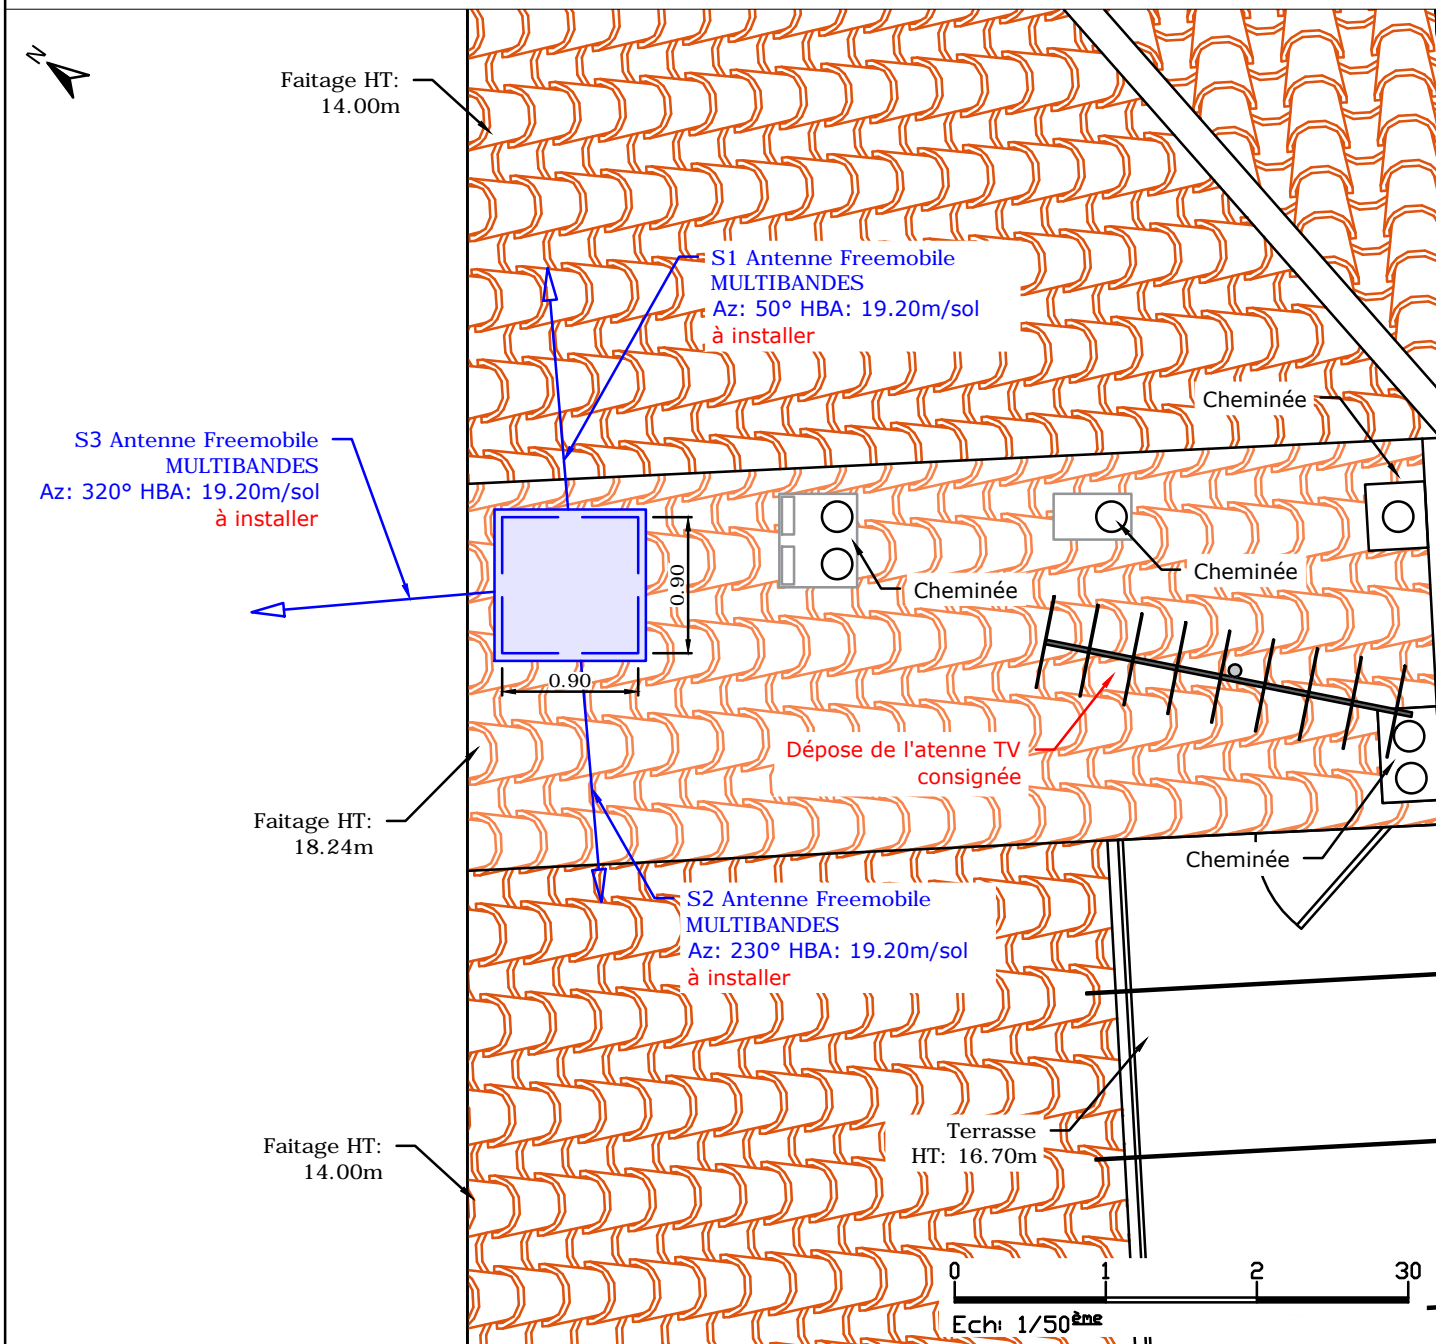 N
Faitage HT:
14.00m
S1 Antenne Freemobile
MULTIBANDES
Az: 50° HBA: 19.20m/sol
à installer
Cheminée
S3 Antenne Freemobile
MULTIBANDES
Az: 320° HBA: 19.20m/sol
à installer
0.90
0.90
Cheminée
Cheminée
Dépose de l'atenne TV
consignée
Faitage HT:
18.24m
Cheminée
S2 Antenne Freemobile
MULTIBANDES
Az: 230° HBA: 19.20m/sol
à installer
Faitage HT:
14.00m
Terrasse
HT: 16.70m
0 1 2 30
Ech: 1/50ème